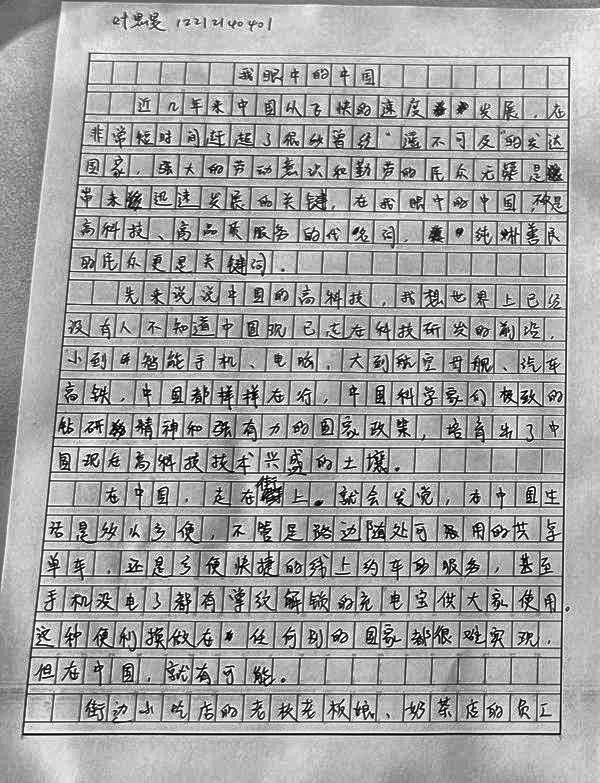 叶思旻 12212140401
我眼中的中国
近几年来中国以飞快的速度发展，在
非常短时间赶超了很多曾经“遥不可及”的发达
国家，强大的劳动意识和勤劳的民众无疑是
带来迅速发展的关键，在我眼中的中国，是
高科技、高品质服务的代名词，纯朴善良
的民众更是关键词。
先来说说中国的高科技，我想世界上已经
没有人不知道中国现已走在科技研发的前沿，
小到智能手机、电脑，大到航空母舰、汽车
高铁，中国都样样在行，中国科学家们极致的
钻研精神和强有力的国家政策，培育出了中
国现在高科技技术兴盛的土壤。
在中国，走在街上，就会发觉，在中国生
活是多么方便，不管是路边随处可用的共享
单车，还是方便快捷的线上约车的服务，甚至
手机没电了都有掌纹解锁的充电宝供大家使用。
这种便利摸做在任何别的国家都很难实现，
但在中国，就有可能。
街边小吃店的老板老板娘、奶茶店的员工